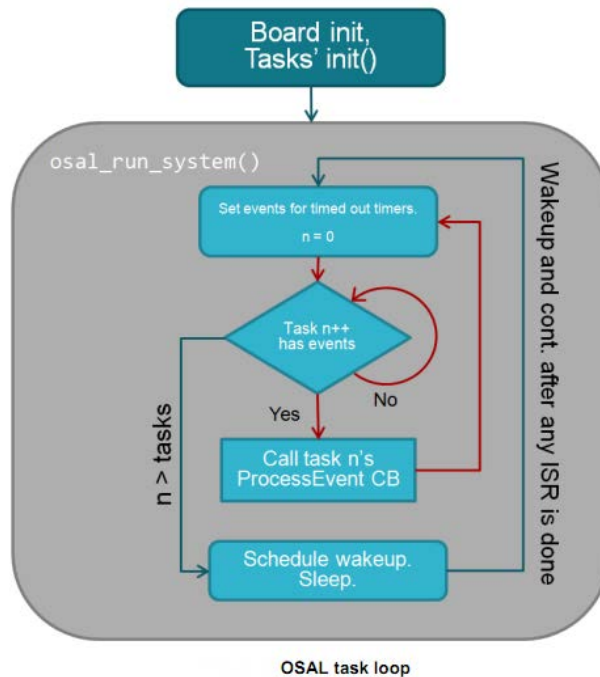 Board init,
Tasks' init()
osal_run_system()
Set events for timed out timers.
n = 0
Task n++
has events
Yes
No
Call task n's
ProcessEvent CB
n > tasks
Schedule wakeup.
Sleep.
Wakeup and cont. after any ISR is done
OSAL task loop